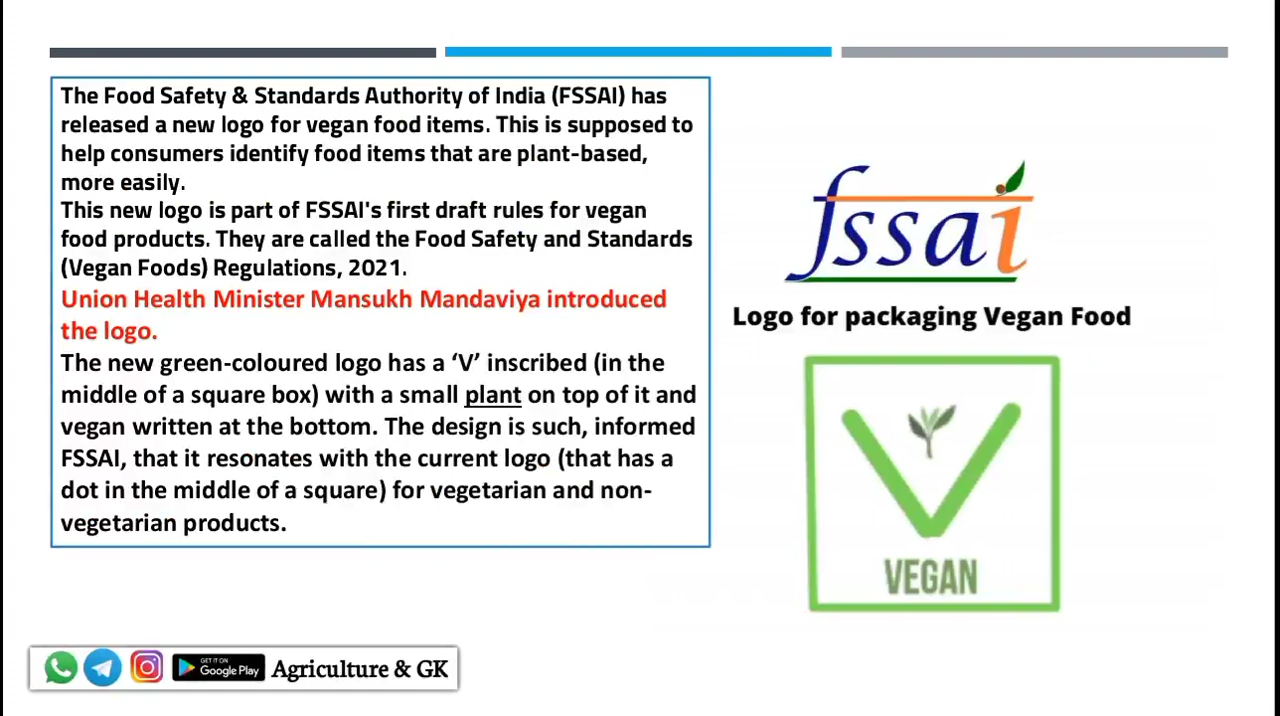 The Food Safety & Standards Authority of India (FSSAI) has
released a new logo for vegan food items. This is supposed to
help consumers identify food items that are plant-based,
more easily.
This new logo is part of FSSAI's first draft rules for vegan
food products. They are called the Food Safety and Standards
(Vegan Foods) Regulations, 2021.
Union Health Minister Mansukh Mandaviya introduced
the logo.
The new green-coloured logo has a ‘V’ inscribed (in the
middle of a square box) with a small plant on top of it and
vegan written at the bottom. The design is such, informed
FSSAI, that it resonates with the current logo (that has a
dot in the middle of a square) for vegetarian and non-
vegetarian products.
fssai
Logo for packaging Vegan Food
V
VEGAN
GET IT ON
Google Play
Agriculture & GK